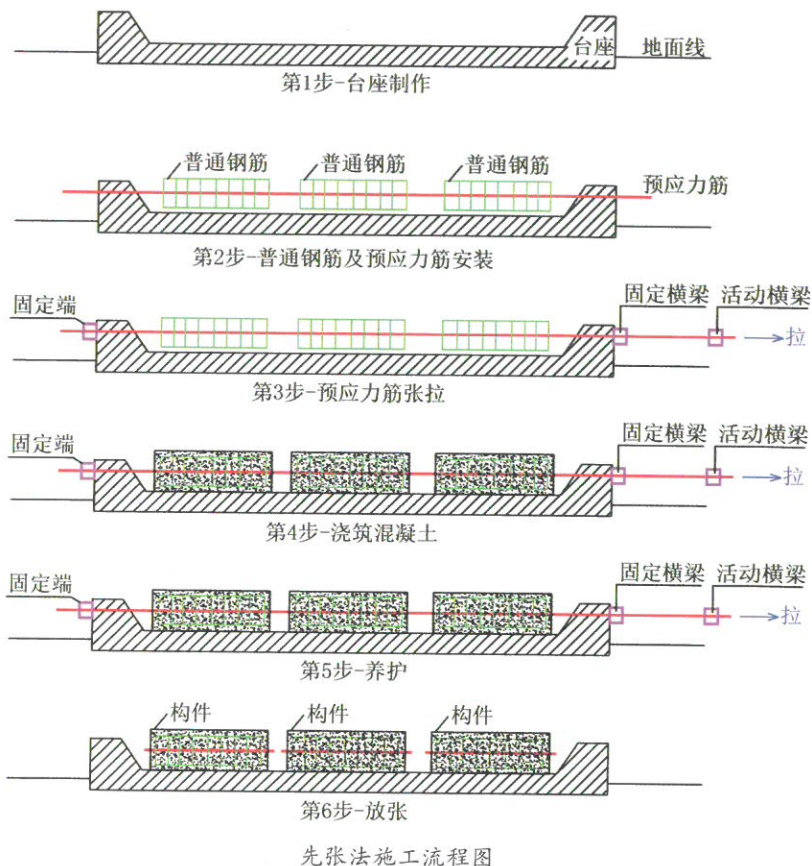 台座 地面线
第1步-台座制作
普通钢筋 普通钢筋 普通钢筋
预应力筋
第2步-普通钢筋及预应力筋安装
固定端 固定横梁 活动横梁
拉
第3步-预应力筋张拉
固定端 固定横梁 活动横梁
拉
第4步-浇筑混凝土
固定端 固定横梁 活动横梁
拉
第5步-养护
构件 构件 构件
第6步-放张
先张法施工流程图